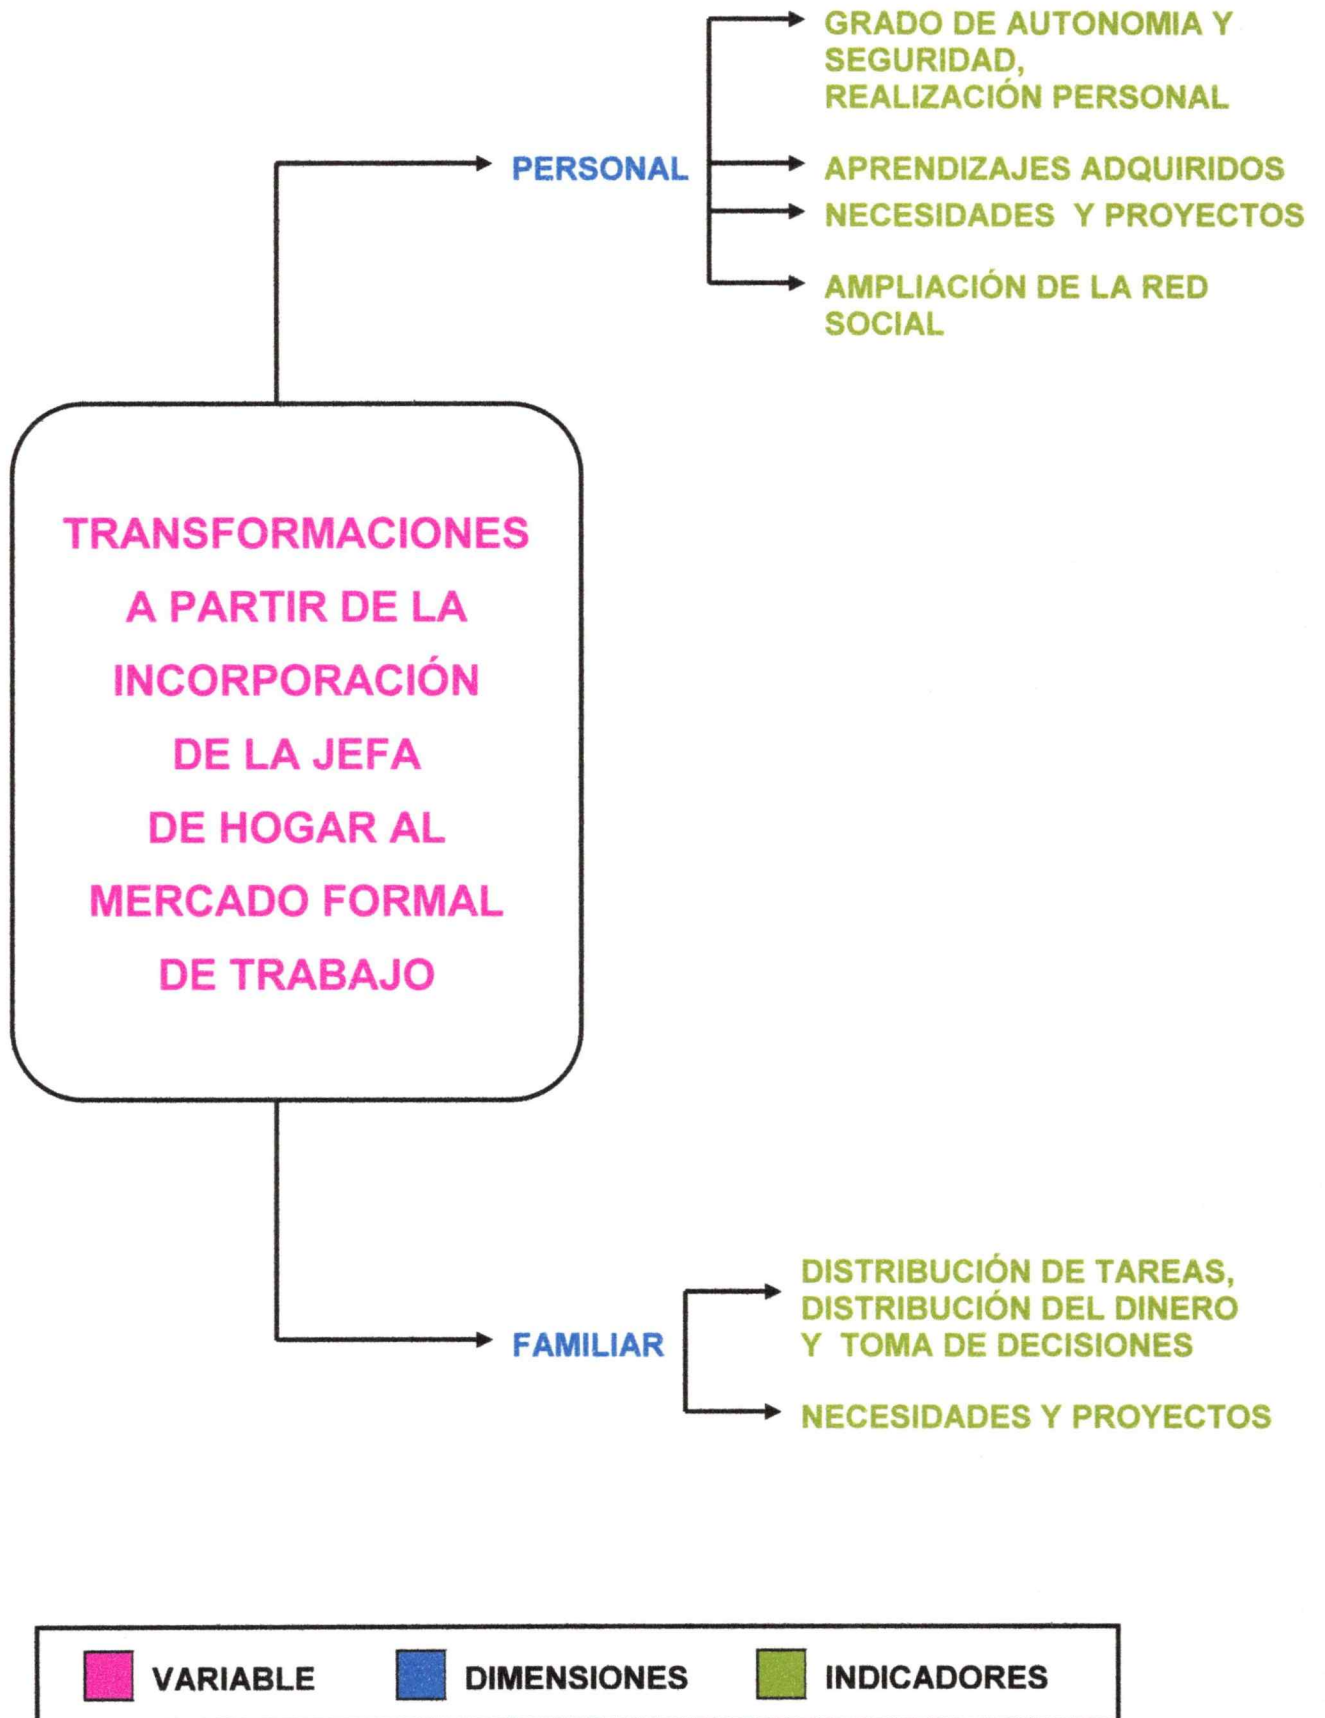 GRADO DE AUTONOMIA Y
SEGURIDAD,
REALIZACIÓN PERSONAL
PERSONAL
APRENDIZAJES ADQUIRIDOS
NECESIDADES Y PROYECTOS
AMPLIACIÓN DE LA RED
SOCIAL
TRANSFORMACIONES
A PARTIR DE LA
INCORPORACIÓN
DE LA JEFA
DE HOGAR AL
MERCADO FORMAL
DE TRABAJO
FAMILIAR
DISTRIBUCIÓN DE TAREAS,
DISTRIBUCIÓN DEL DINERO
Y TOMA DE DECISIONES
NECESIDADES Y PROYECTOS
VARIABLE DIMENSIONES INDICADORES